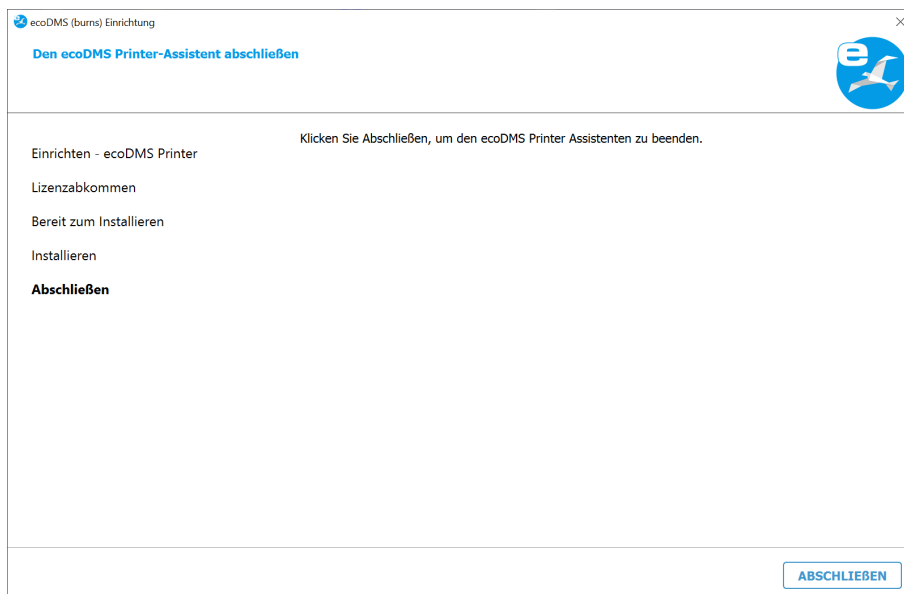 ecoDMS (burns) Einrichtung
Den ecoDMS Printer-Assistent abschließen
e
Klicken Sie Abschließen, um den ecoDMS Printer Assistenten zu beenden.
Einrichten - ecoDMS Printer
Lizenzabkommen
Bereit zum Installieren
Installieren
Abschließen
ABSCHLIEßEN